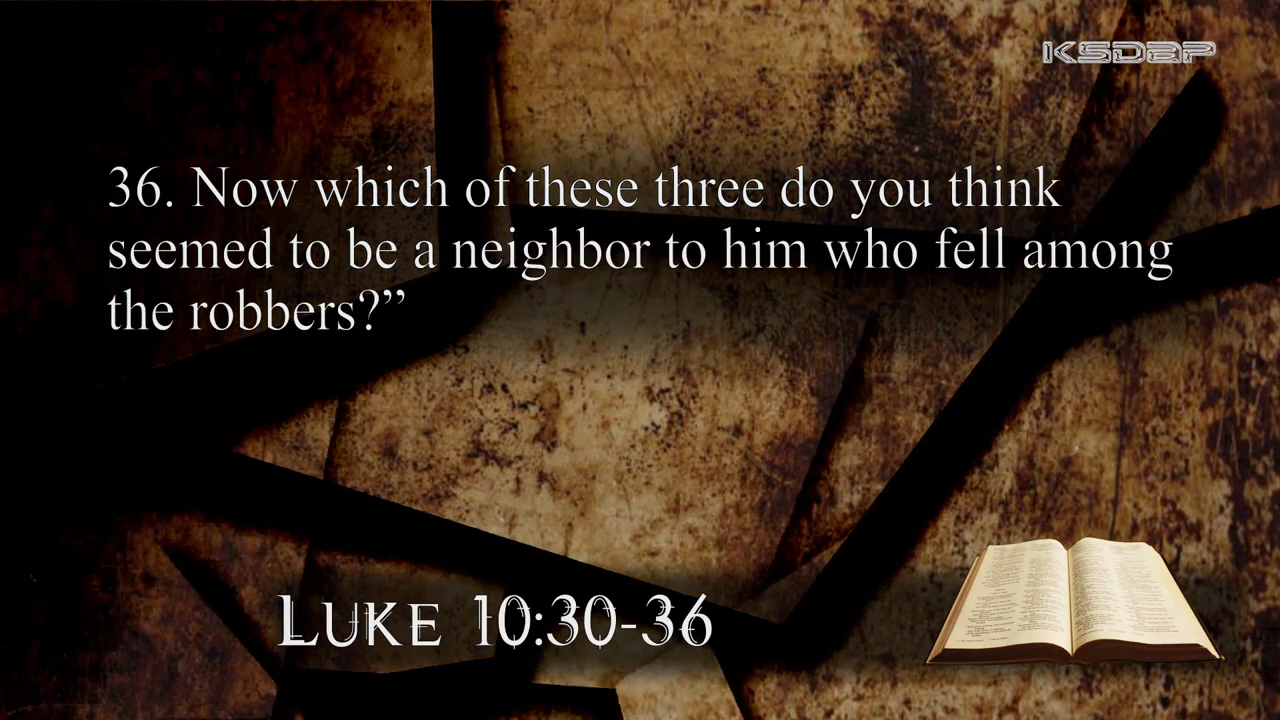 KSDAP
36. Now which of these three do you think
seemed to be a neighbor to him who fell among
the robbers?”
Luke 10:30-36